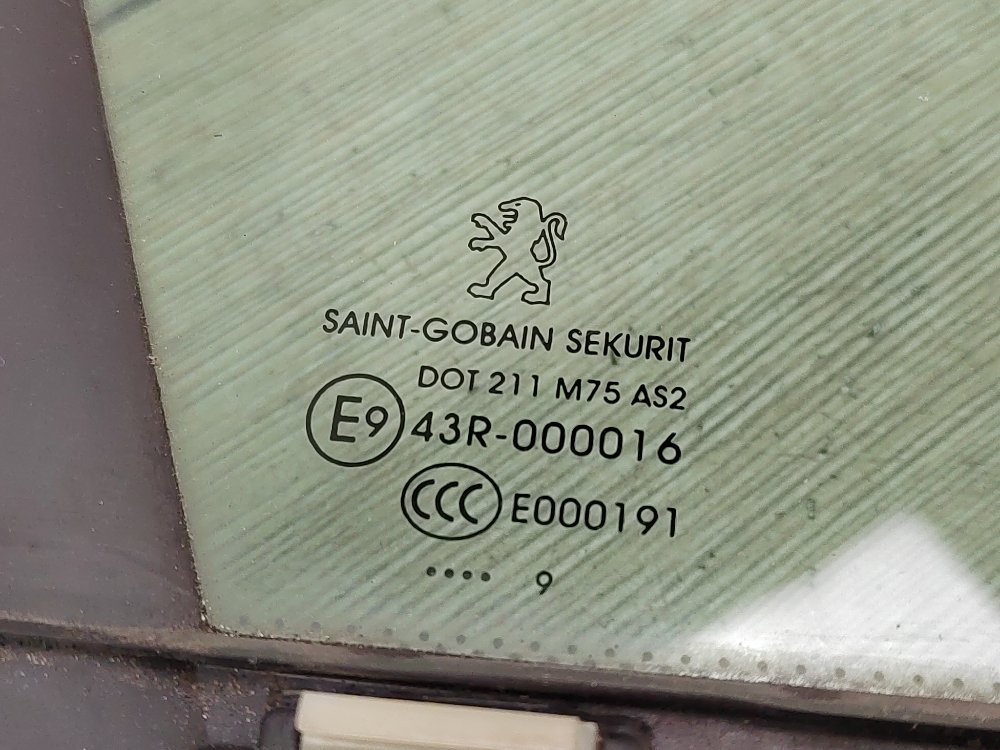 SAINT-GOBAIN SEKURIT
DOT 211 M75 AS2
E9 43R-000016
CCC E000191
.... 9